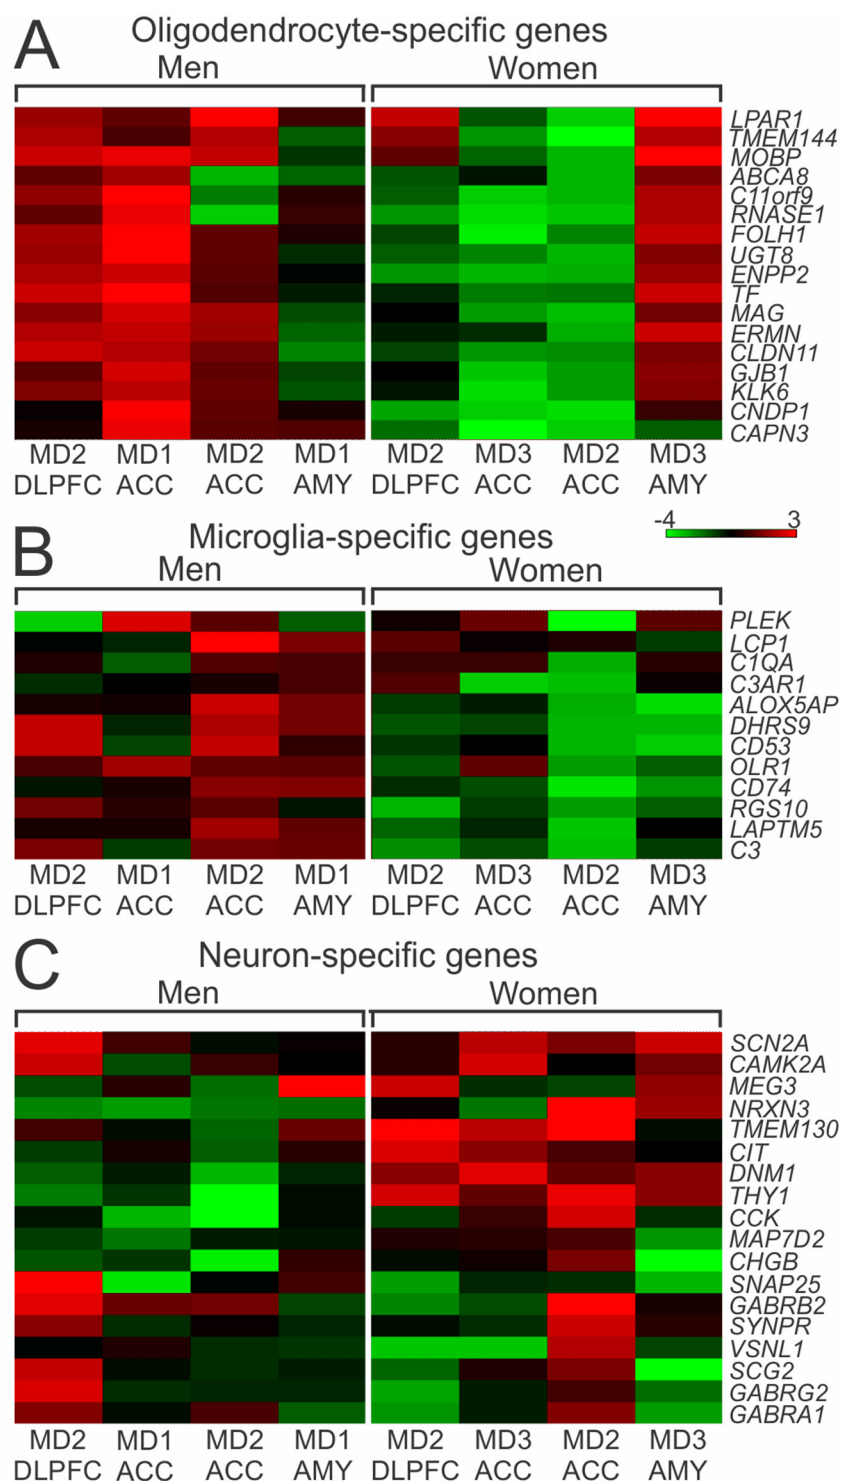 A Oligodendrocyte-specific genes
Men Women
LPAR1
TMEM144
MOBP
ABCA8
C11orf9
RNASE1
FOLH1
UGT8
ENPP2
TF
MAG
ERMN
CLDN11
GJB1
KLK6
CNDP1
CAPN3
MD2 MD1 MD2 MD1 MD2 MD3 MD2 MD3
DLPFC ACC ACC AMY DLPFC ACC ACC AMY
-4 3
B Microglia-specific genes
Men Women
PLEK
LCP1
C1QA
C3AR1
ALOX5AP
DHRS9
CD53
OLR1
CD74
RGS10
LAPTM5
C3
MD2 MD1 MD2 MD1 MD2 MD3 MD2 MD3
DLPFC ACC ACC AMY DLPFC ACC ACC AMY
C Neuron-specific genes
Men Women
SCN2A
CAMK2A
MEG3
NRXN3
TMEM130
CIT
DNM1
THY1
CCK
MAP7D2
CHGB
SNAP25
GABRB2
SYNPR
VSNL1
SCG2
GABRG2
GABRA1
MD2 MD1 MD2 MD1 MD2 MD3 MD2 MD3
DLPFC ACC ACC AMY DLPFC ACC ACC AMY